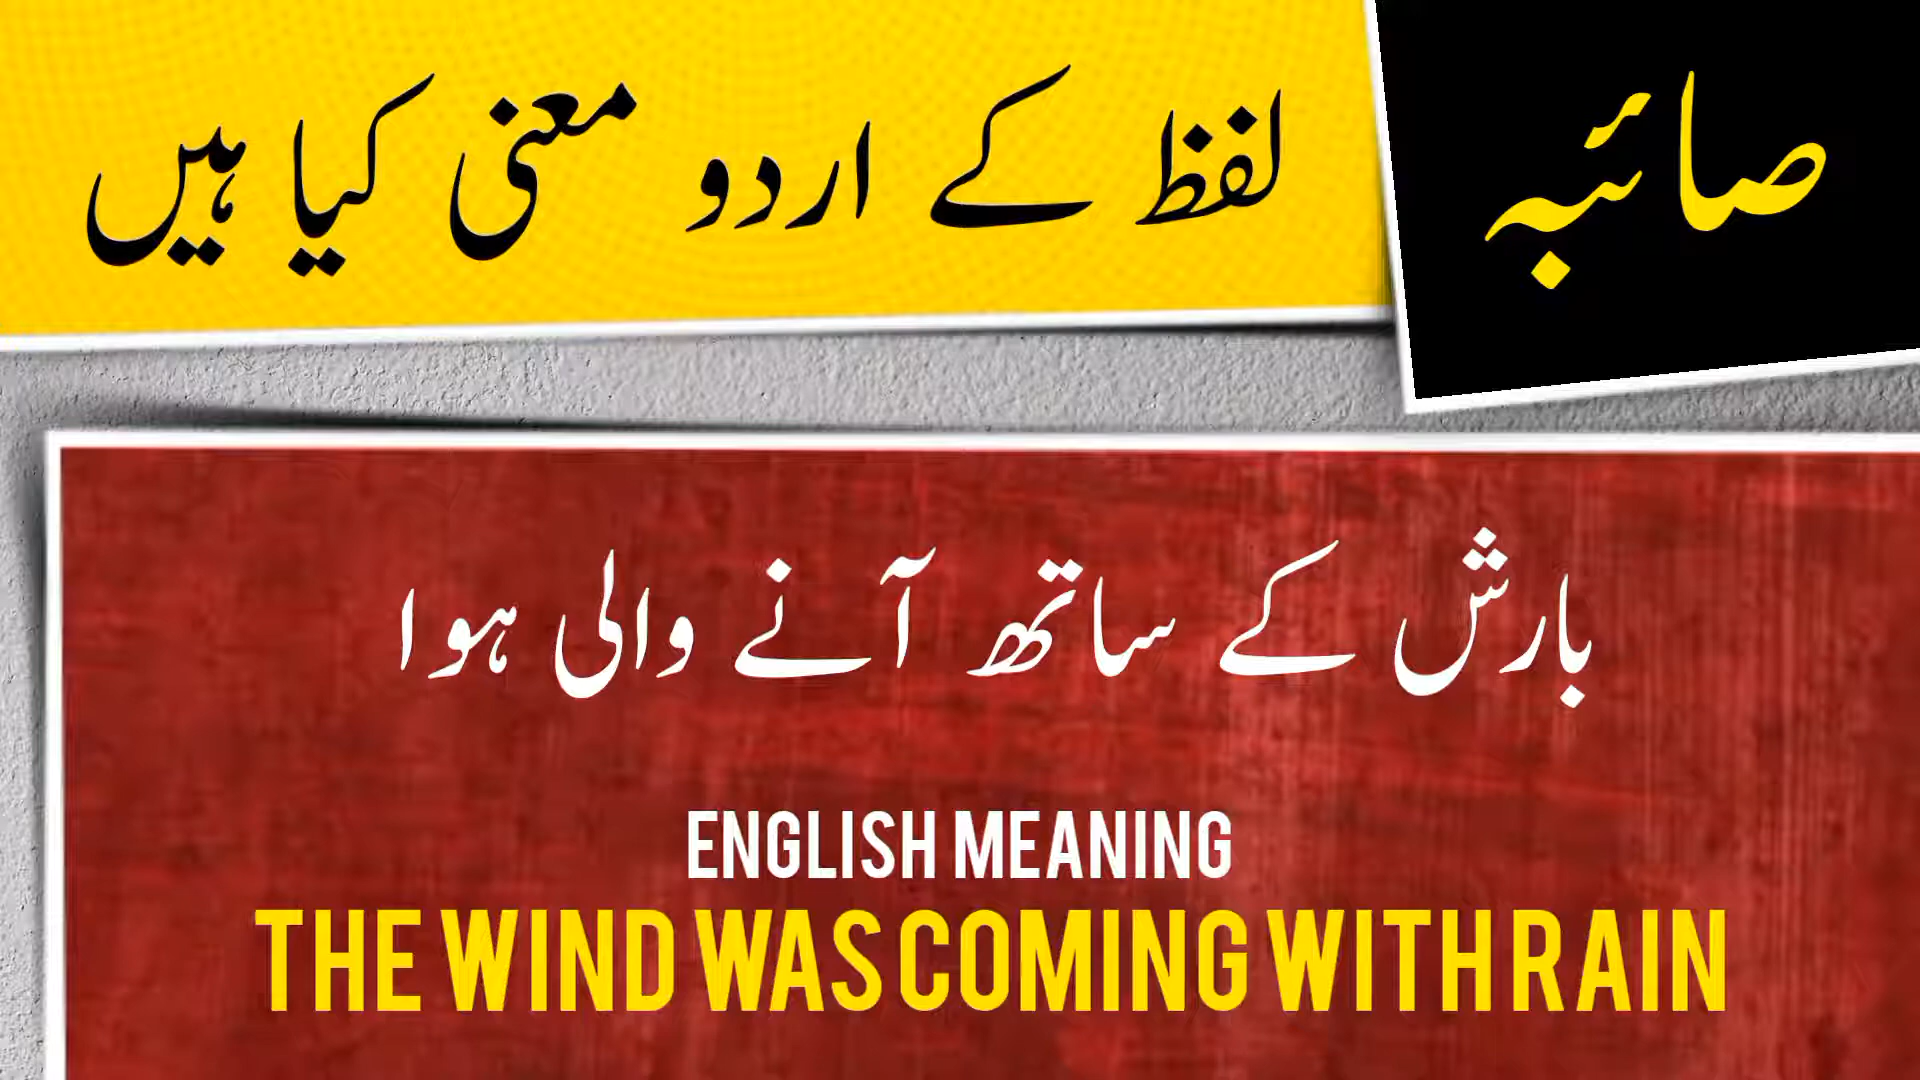 صائبہ لفظ کے اردو معنی کیا ہیں
بارش کے ساتھ آنے والی ہوا
ENGLISH MEANING
THE WIND WAS COMING WITH RAIN